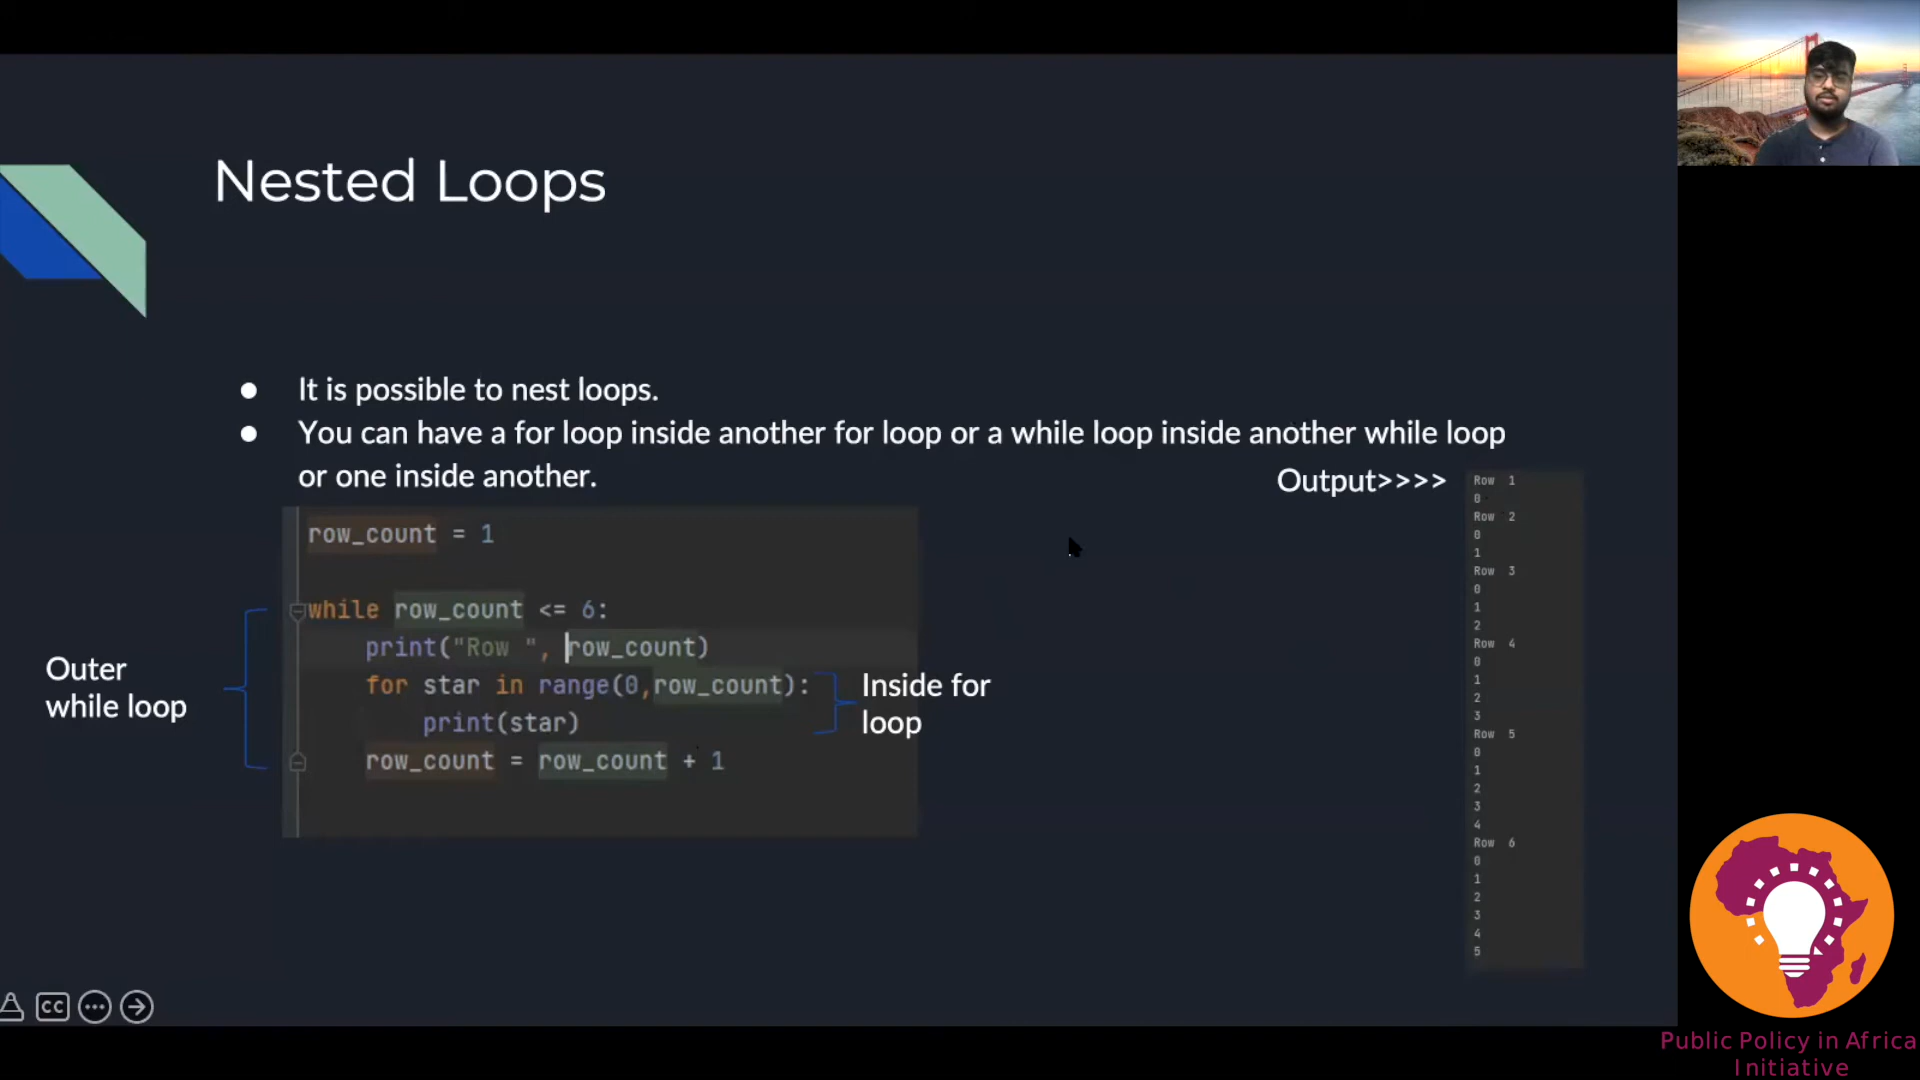 Nested Loops
● It is possible to nest loops.
● You can have a for loop inside another for loop or a while loop inside another while loop
or one inside another.
Output>>>>
row_count = 1
while row_count <= 6:
print("Row ", row_count)
for star in range(0,row_count):
print(star)
row_count = row_count + 1
Outer
while loop
Inside for
loop
Row 1
0
Row 2
0
1
Row 3
0
1
2
Row 4
0
1
2
3
Row 5
0
1
2
3
4
Row 6
0
1
2
3
4
5
CC
Public Policy in Africa
Initiative